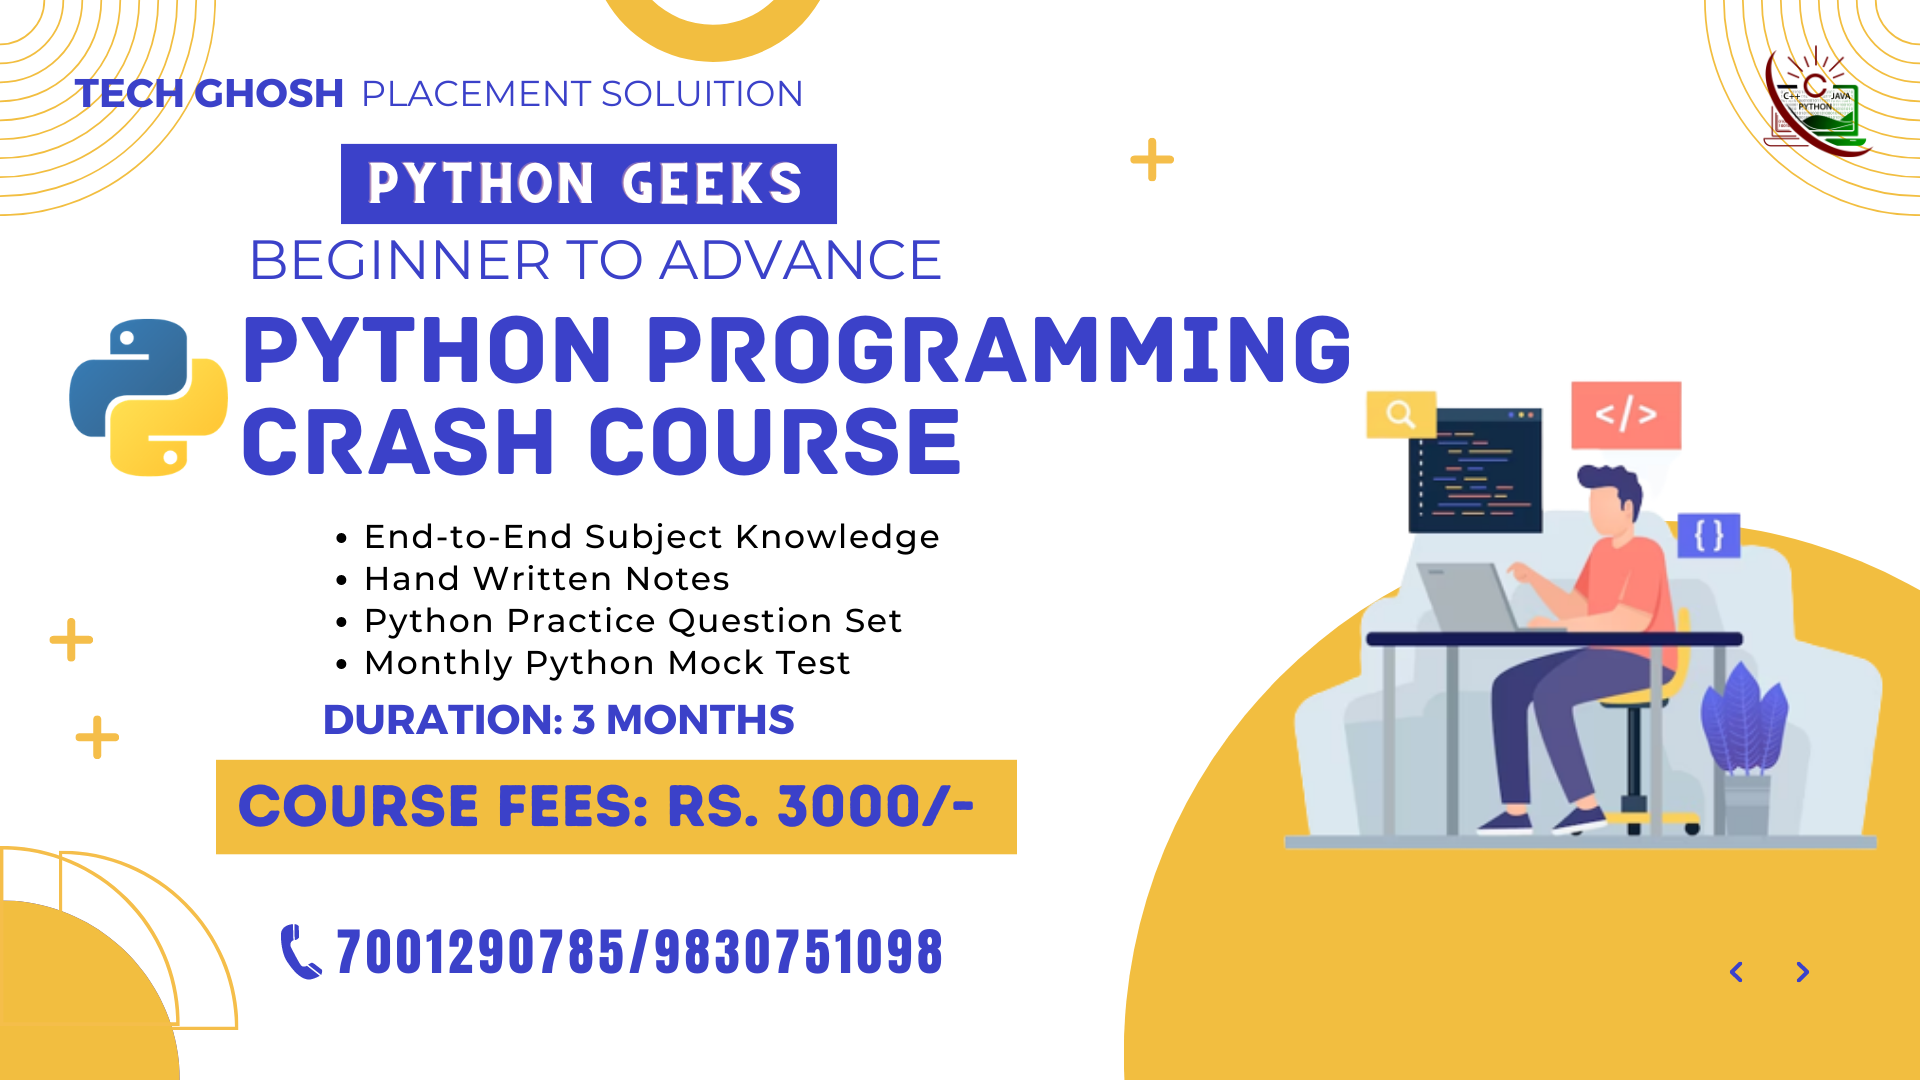 TECH GHOSH PLACEMENT SOLUITION
C++ C JAVA
PYTHON
PYTHON GEEKS
BEGINNER TO ADVANCE
PYTHON PROGRAMMING
CRASH COURSE
</>
{}
• End-to-End Subject Knowledge
• Hand Written Notes
• Python Practice Question Set
• Monthly Python Mock Test
DURATION: 3 MONTHS
COURSE FEES: RS. 3000/-
7001290785/9830751098